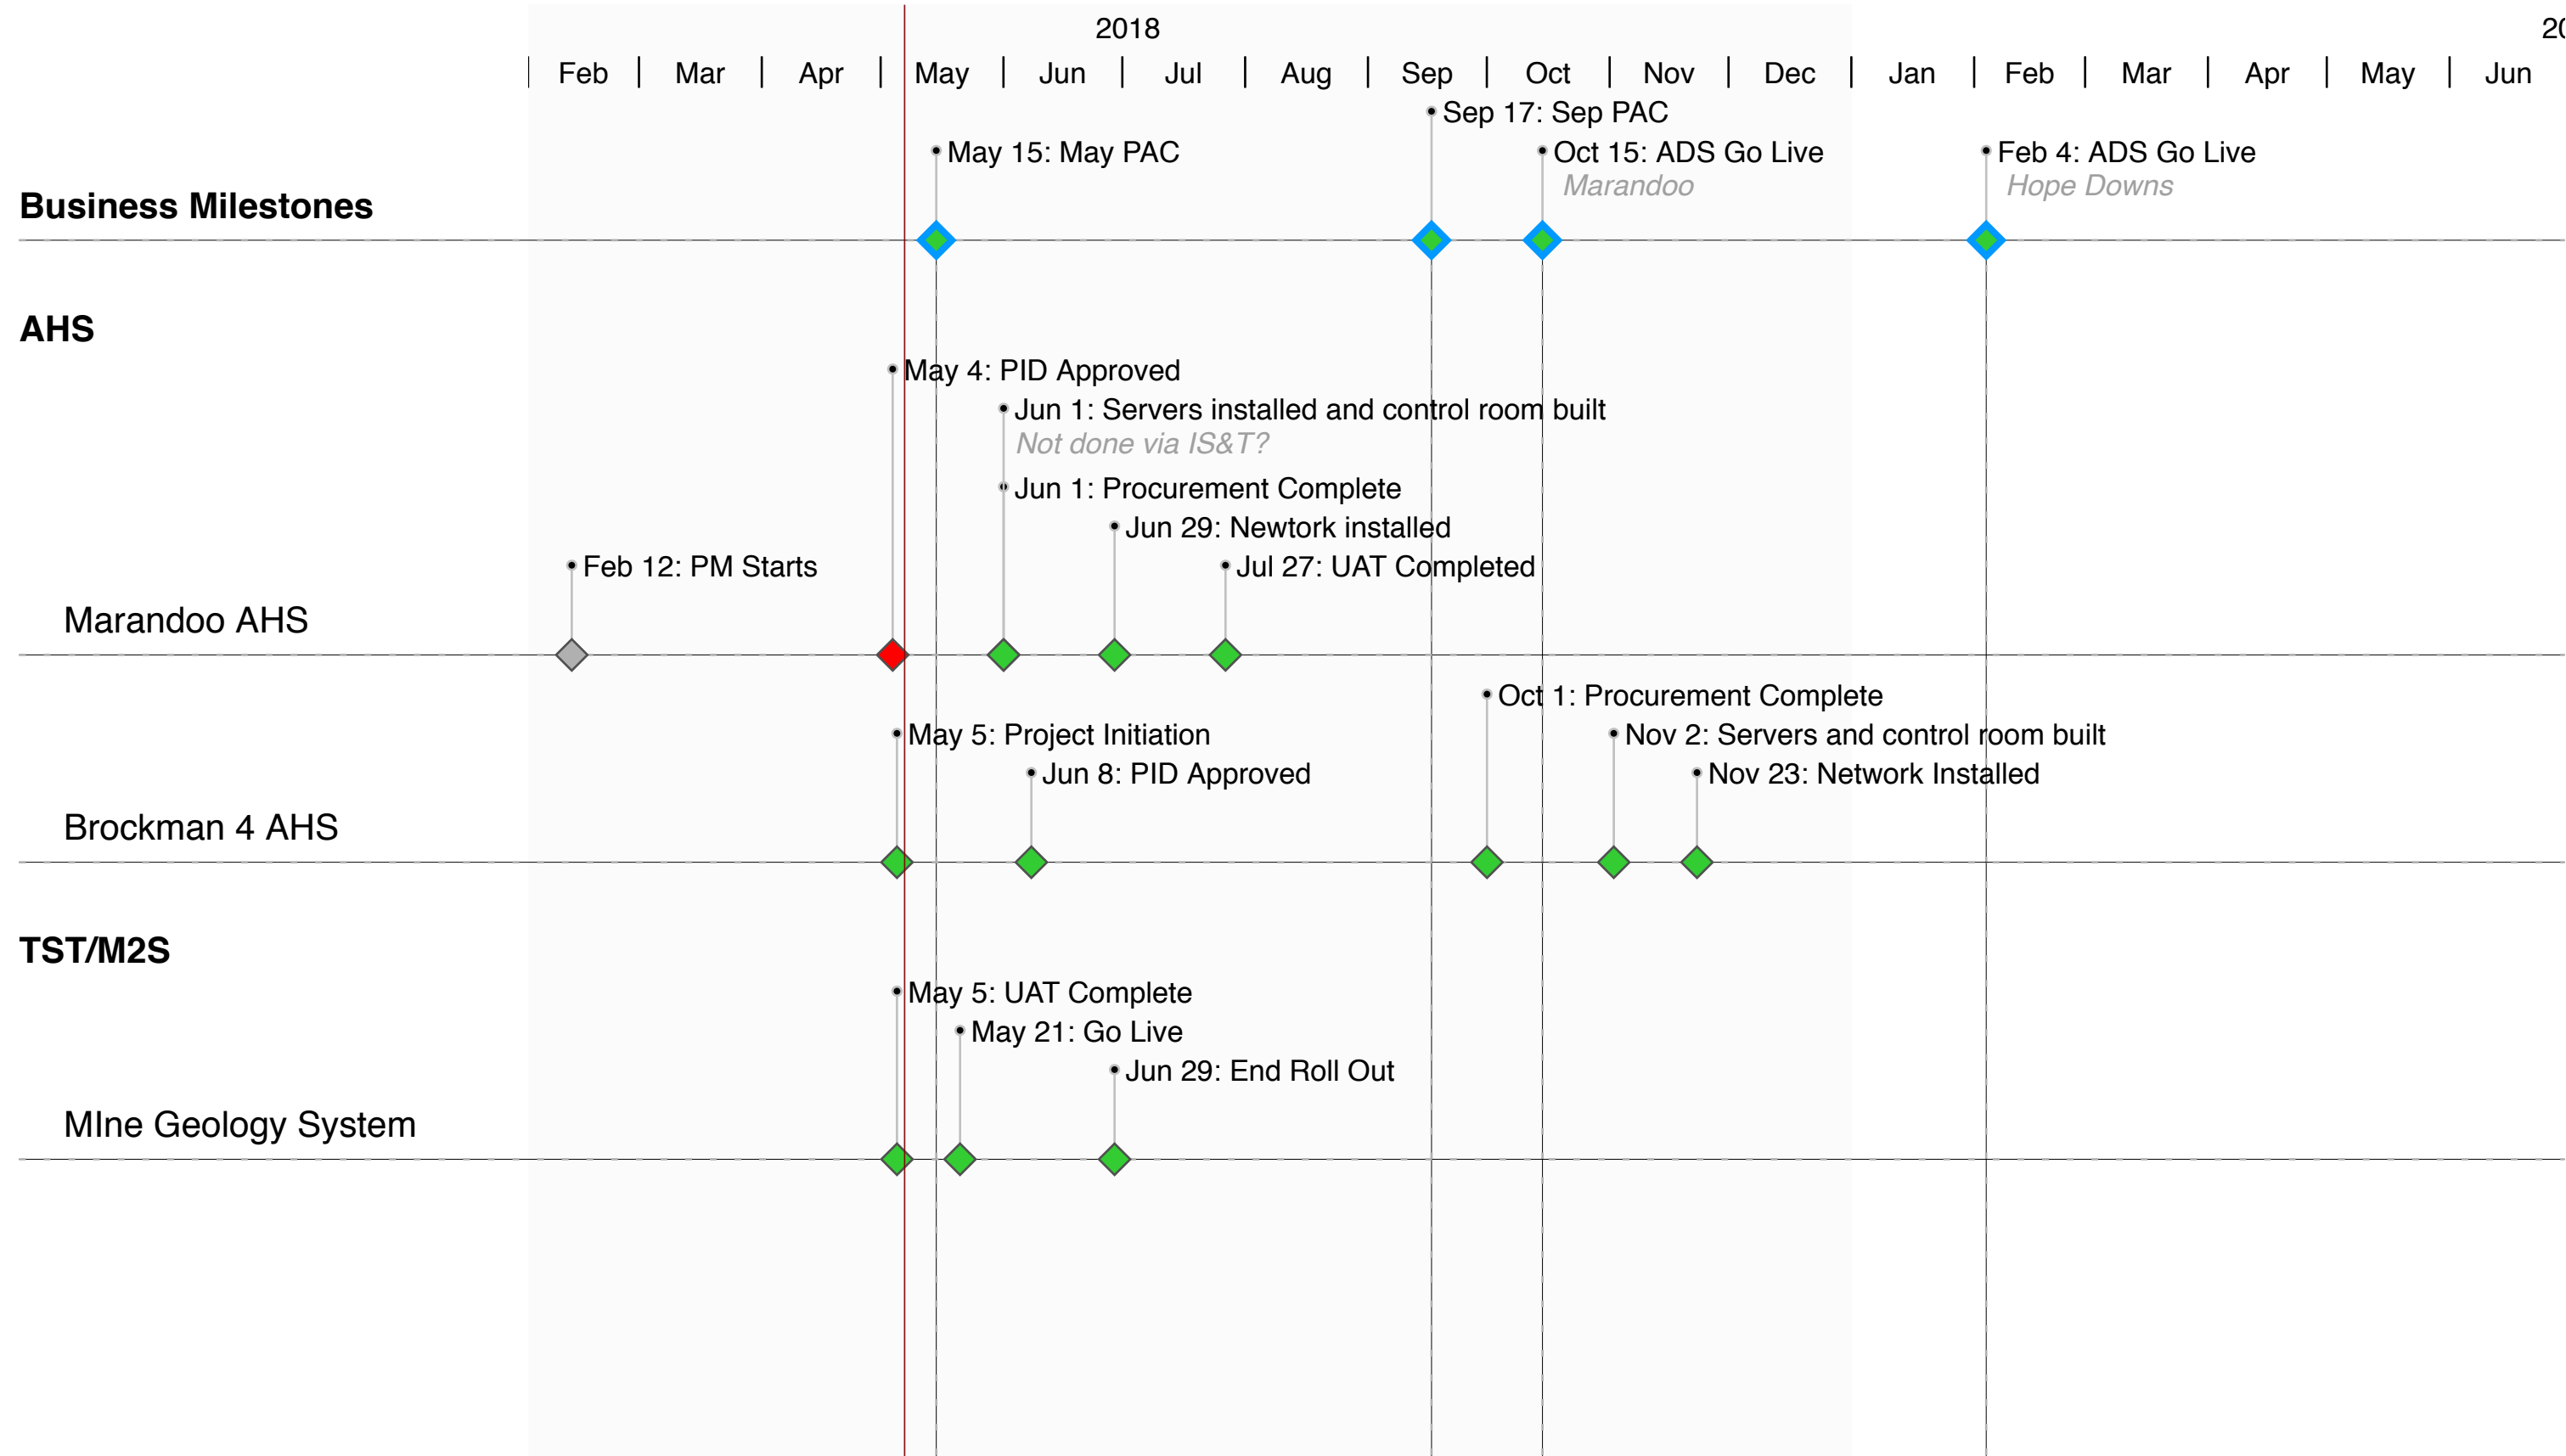 2018
20
Feb Mar Apr May Jun Jul Aug Sep Oct Nov Dec Jan Feb Mar Apr May Jun
Sep 17: Sep PAC
May 15: May PAC
Oct 15: ADS Go Live
Marandoo
Feb 4: ADS Go Live
Hope Downs
Business Milestones
AHS
May 4: PID Approved
Jun 1: Servers installed and control room built
Not done via IS&T?
Jun 1: Procurement Complete
Jun 29: Newtork installed
Feb 12: PM Starts
Jul 27: UAT Completed
Marandoo AHS
Oct 1: Procurement Complete
May 5: Project Initiation
Nov 2: Servers and control room built
Jun 8: PID Approved
Nov 23: Network Installed
Brockman 4 AHS
TST/M2S
May 5: UAT Complete
May 21: Go Live
Jun 29: End Roll Out
MIne Geology System